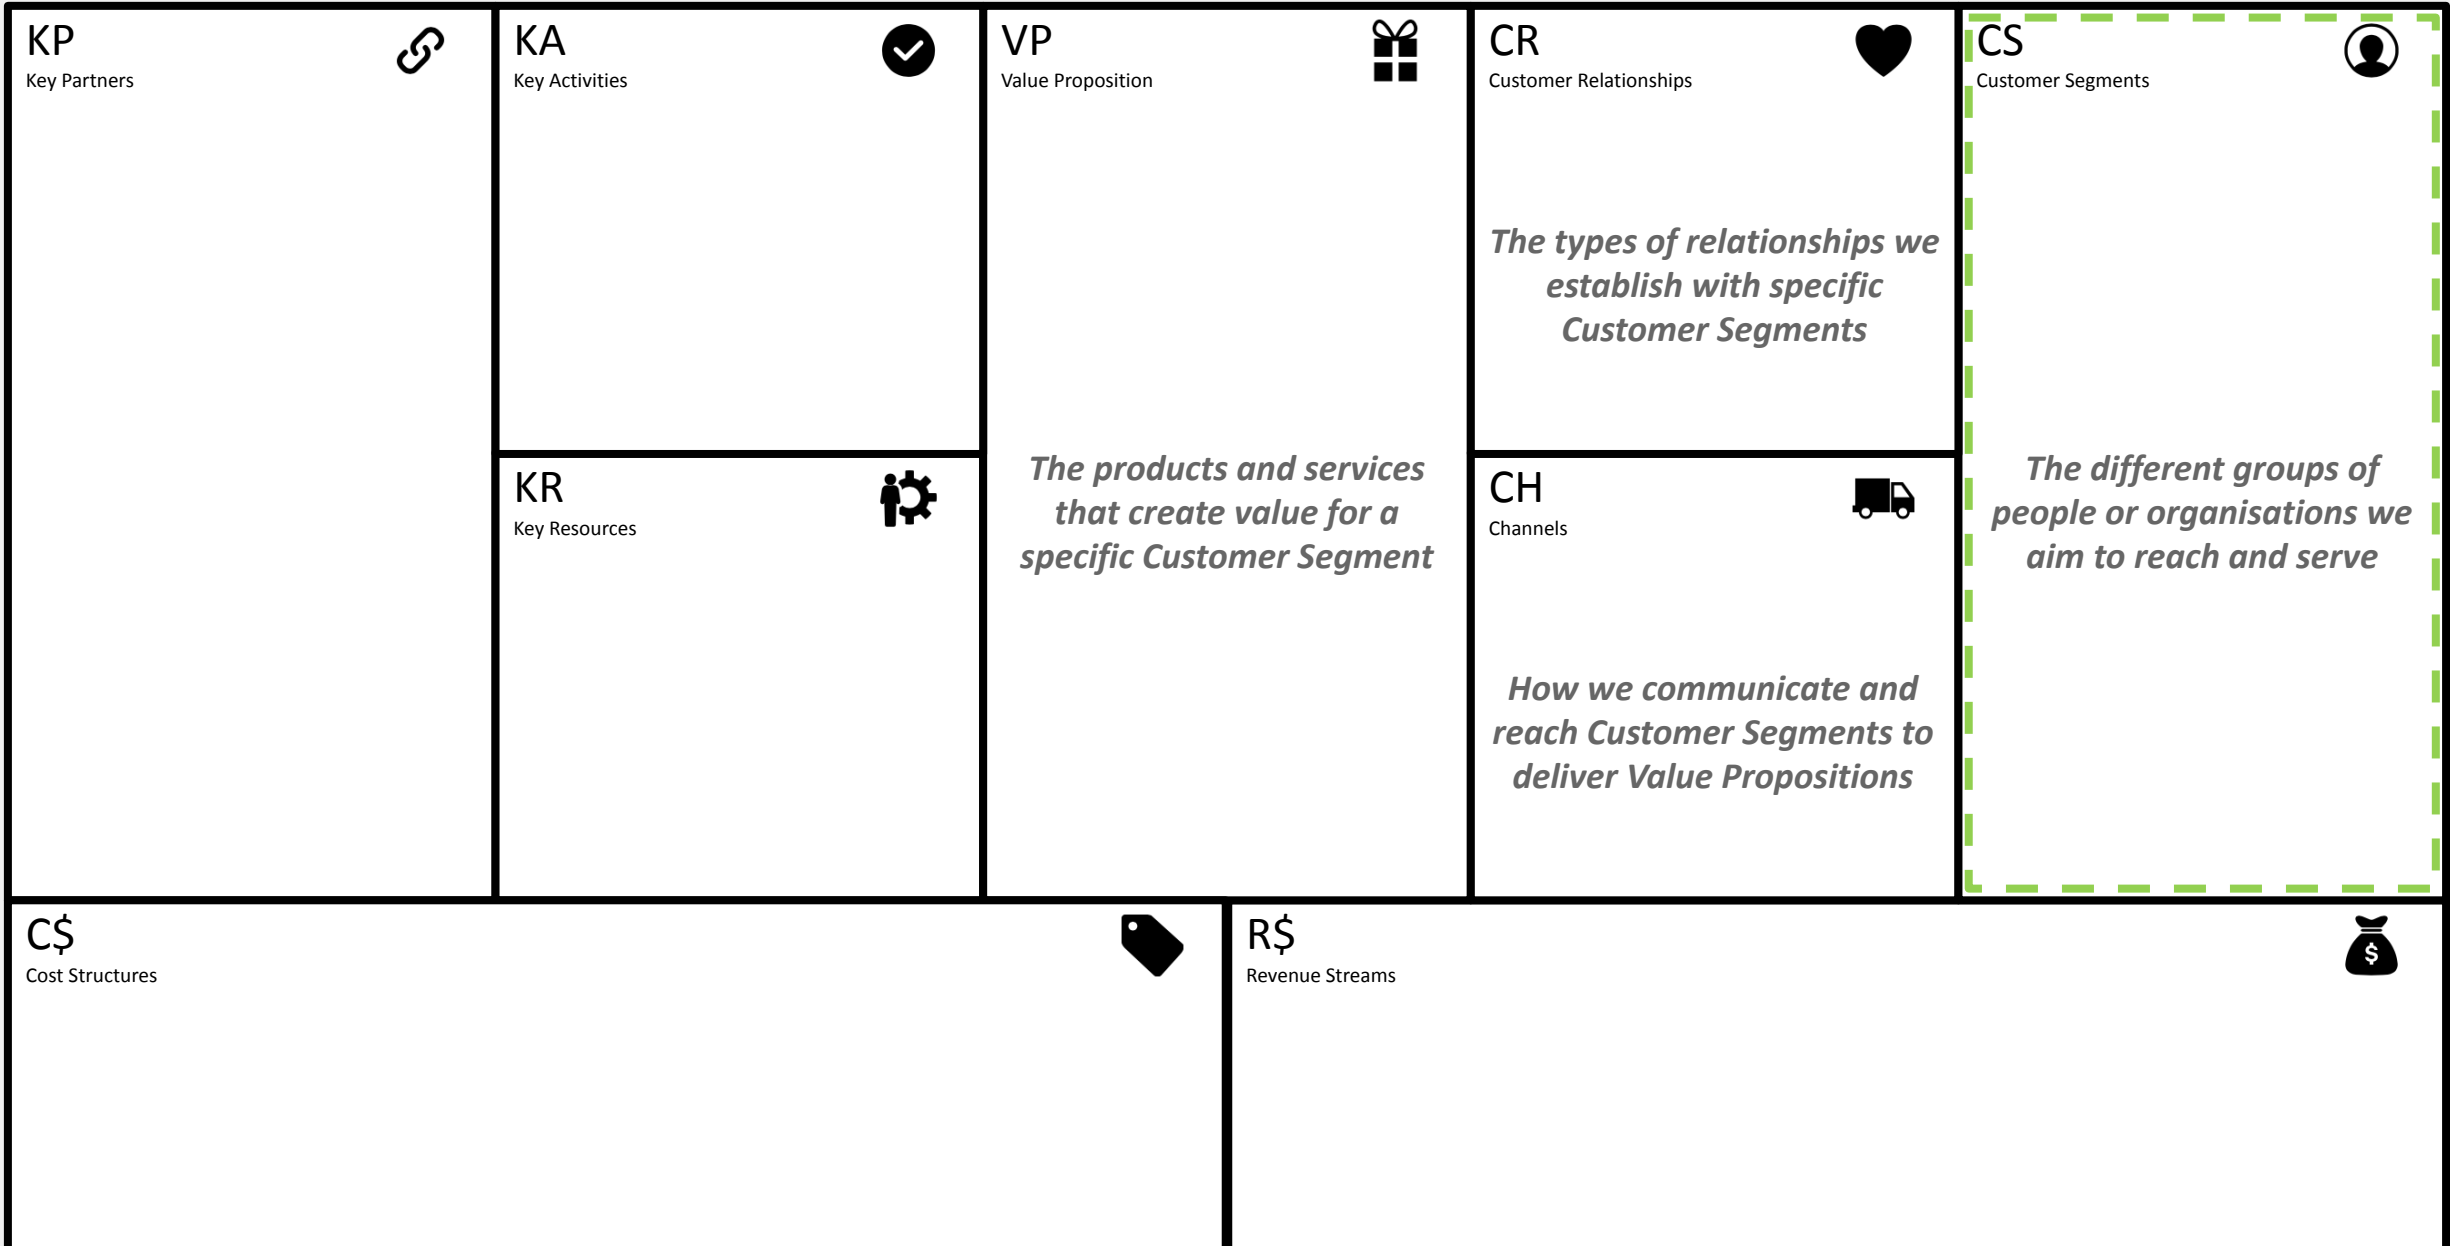 KP
Key Partners
KA
Key Activities
KR
Key Resources
VP
Value Proposition
The products and services
that create value for a
specific Customer Segment
CR
Customer Relationships
The types of relationships we
establish with specific
Customer Segments
CH
Channels
How we communicate and
reach Customer Segments to
deliver Value Propositions
CS
Customer Segments
The different groups of
people or organisations we
aim to reach and serve
C$
Cost Structures
R$
Revenue Streams
$